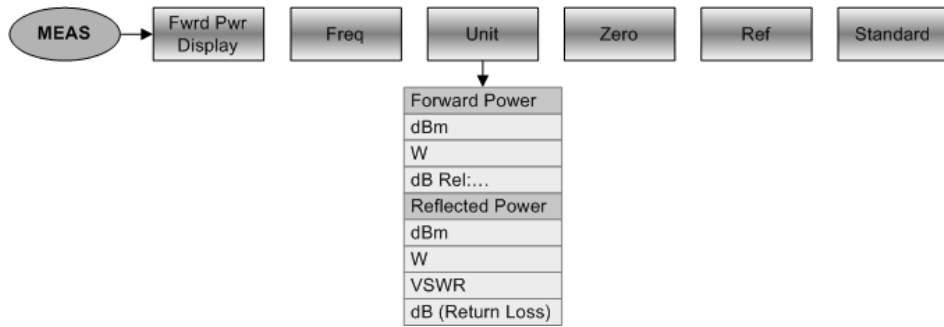 MEAS
Fwrd Pwr
Display
Freq
Unit
Zero
Ref
Standard
Forward Power
dBm
W
dB Rel:...
Reflected Power
dBm
W
VSWR
dB (Return Loss)